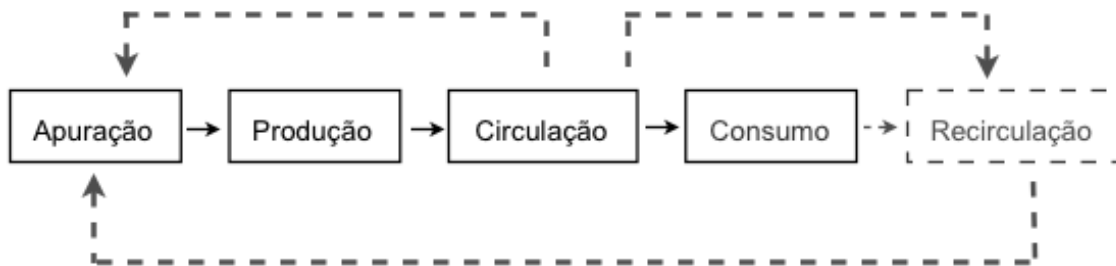 Apuração
Produção
Circulação
Consumo
Recirculação